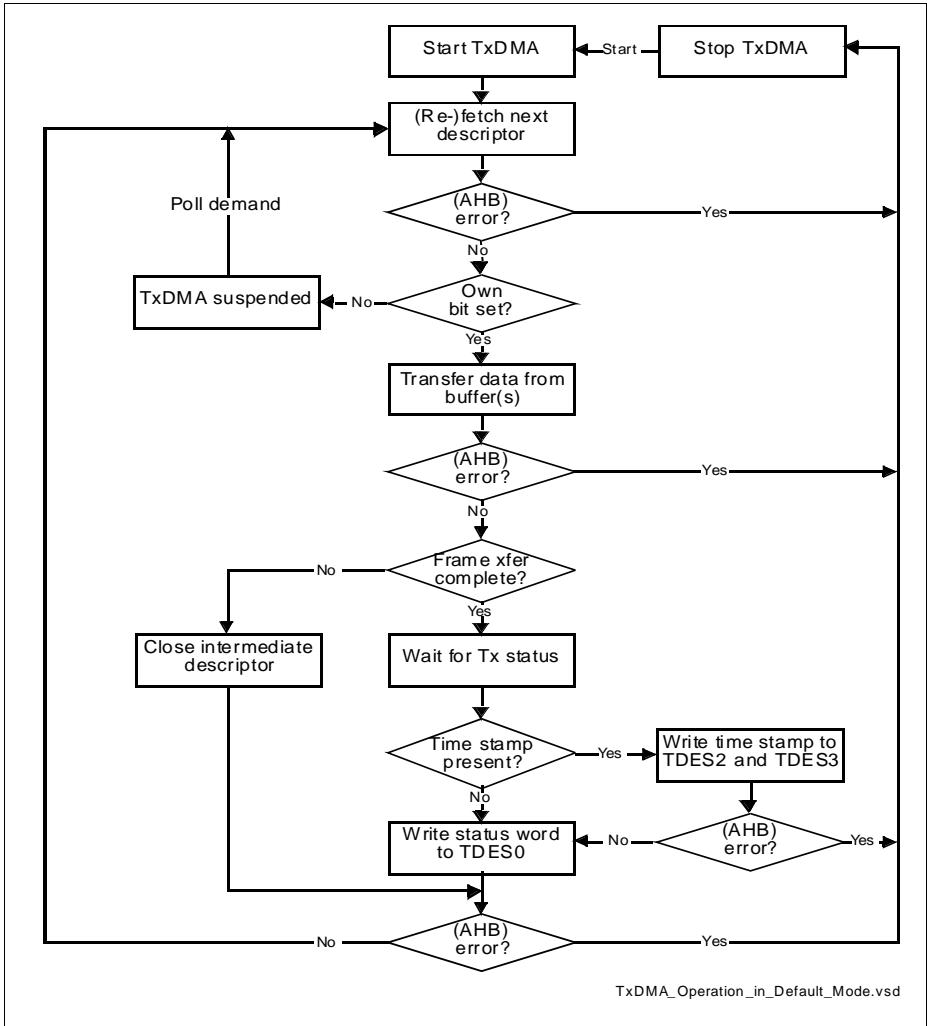 Start TxDMA
Start
Stop TxDMA
(Re-)fetch next
descriptor
Poll demand
(AHB)
error?
Yes
No
TxDMA suspended
No
Own
bit set?
Yes
Transfer data from
buffer(s)
(AHB)
error?
Yes
No
No
Frame xfer
complete?
Yes
Close intermediate
descriptor
Wait for Tx status
Time stamp
present?
Yes
Write time stamp to
TDES2 and TDES3
No
Write status word
to TDES0
No
(AHB)
error?
Yes
No
(AHB)
error?
Yes
TxDMA_Operation_in_Default_Mode.vsd